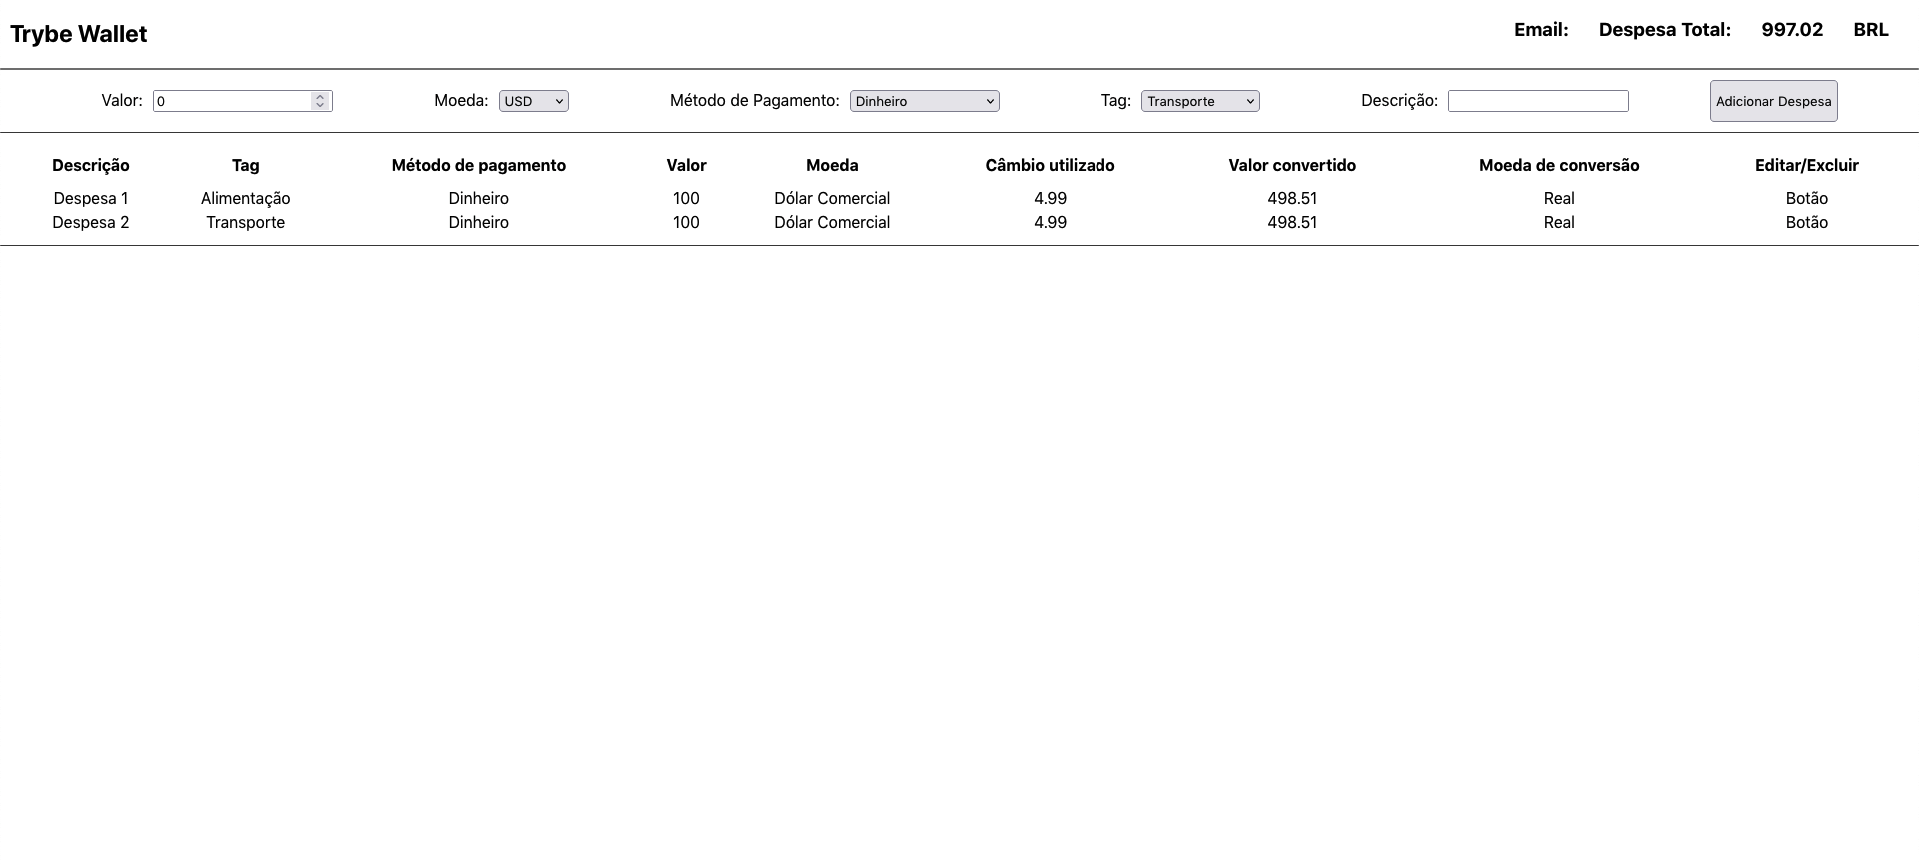 Trybe Wallet Email: Despesa Total: 997.02 BRL
Valor: 0 Moeda: USD Método de Pagamento: Dinheiro Tag: Transporte Descrição: Adicionar Despesa
Descrição Tag Método de pagamento Valor Moeda Câmbio utilizado Valor convertido Moeda de conversão Editar/Excluir
Despesa 1 Alimentação Dinheiro 100 Dólar Comercial 4.99 498.51 Real Botão
Despesa 2 Transporte Dinheiro 100 Dólar Comercial 4.99 498.51 Real Botão